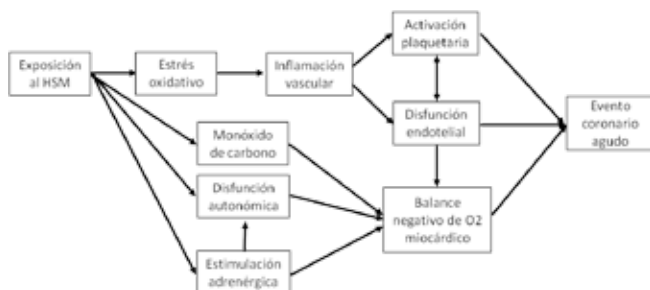 Exposición
al HSM
Estrés
oxidativo
Inflamación
vascular
Activación
plaquetaria
Disfunción
endotelial
Evento
coronario
agudo
Monóxido
de carbono
Disfunción
autonómica
Estimulación
adrenérgica
Balance
negativo de O2
miocárdico